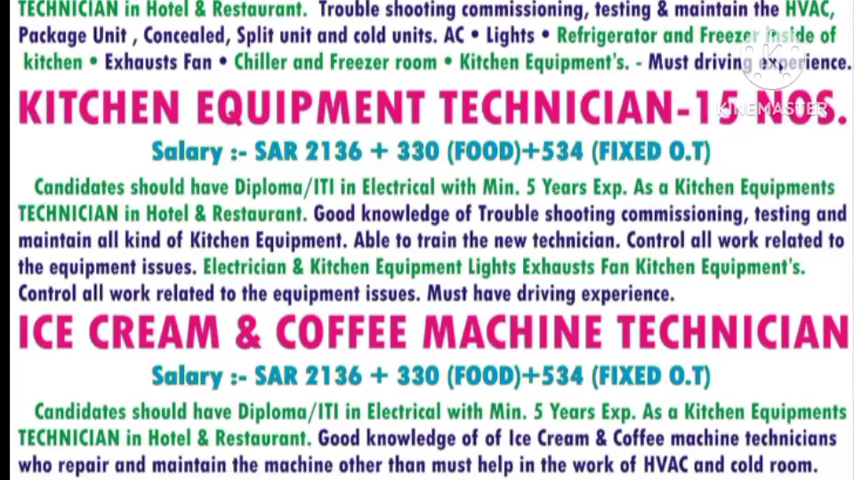 TECHNICIAN in Hotel & Restaurant. Trouble shooting commissioning, testing & maintain the HVAC,
Package Unit , Concealed, Split unit and cold units. AC • Lights • Refrigerator and Freezer Inside of
kitchen • Exhausts Fan • Chiller and Freezer room • Kitchen Equipment's. - Must driving experience.
KINEMASTER
KITCHEN EQUIPMENT TECHNICIAN-15 NOS.
Salary :- SAR 2136 + 330 (FOOD)+534 (FIXED O.T)
Candidates should have Diploma/ITI in Electrical with Min. 5 Years Exp. As a Kitchen Equipments
TECHNICIAN in Hotel & Restaurant. Good knowledge of Trouble shooting commissioning, testing and
maintain all kind of Kitchen Equipment. Able to train the new technician. Control all work related to
the equipment issues. Electrician & Kitchen Equipment Lights Exhausts Fan Kitchen Equipment's.
Control all work related to the equipment issues. Must have driving experience.
ICE CREAM & COFFEE MACHINE TECHNICIAN
Salary :- SAR 2136 + 330 (FOOD)+534 (FIXED O.T)
Candidates should have Diploma/ITI in Electrical with Min. 5 Years Exp. As a Kitchen Equipments
TECHNICIAN in Hotel & Restaurant. Good knowledge of of Ice Cream & Coffee machine technicians
who repair and maintain the machine other than must help in the work of HVAC and cold room.